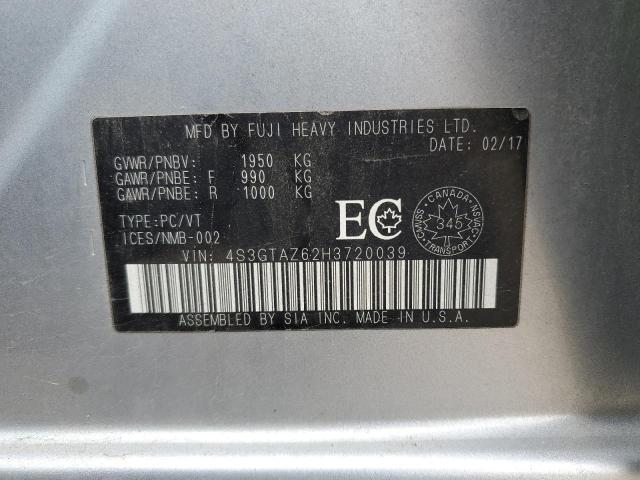 MFD BY FUJI HEAVY INDUSTRIES LTD.
DATE: 02/17
GVWR/PNBV: 1950 KG
GAWR/PNBE: F 990 KG
GAWR/PNBE: R 1000 KG
TYPE:PC/VT
ICES/NMB-002
EC
CANADA
CMVSS
NSVAC
345
TRANSPORT
VIN: 4S3GTAZ62H3720039
ASSEMBLED BY SIA INC. MADE IN U.S.A.